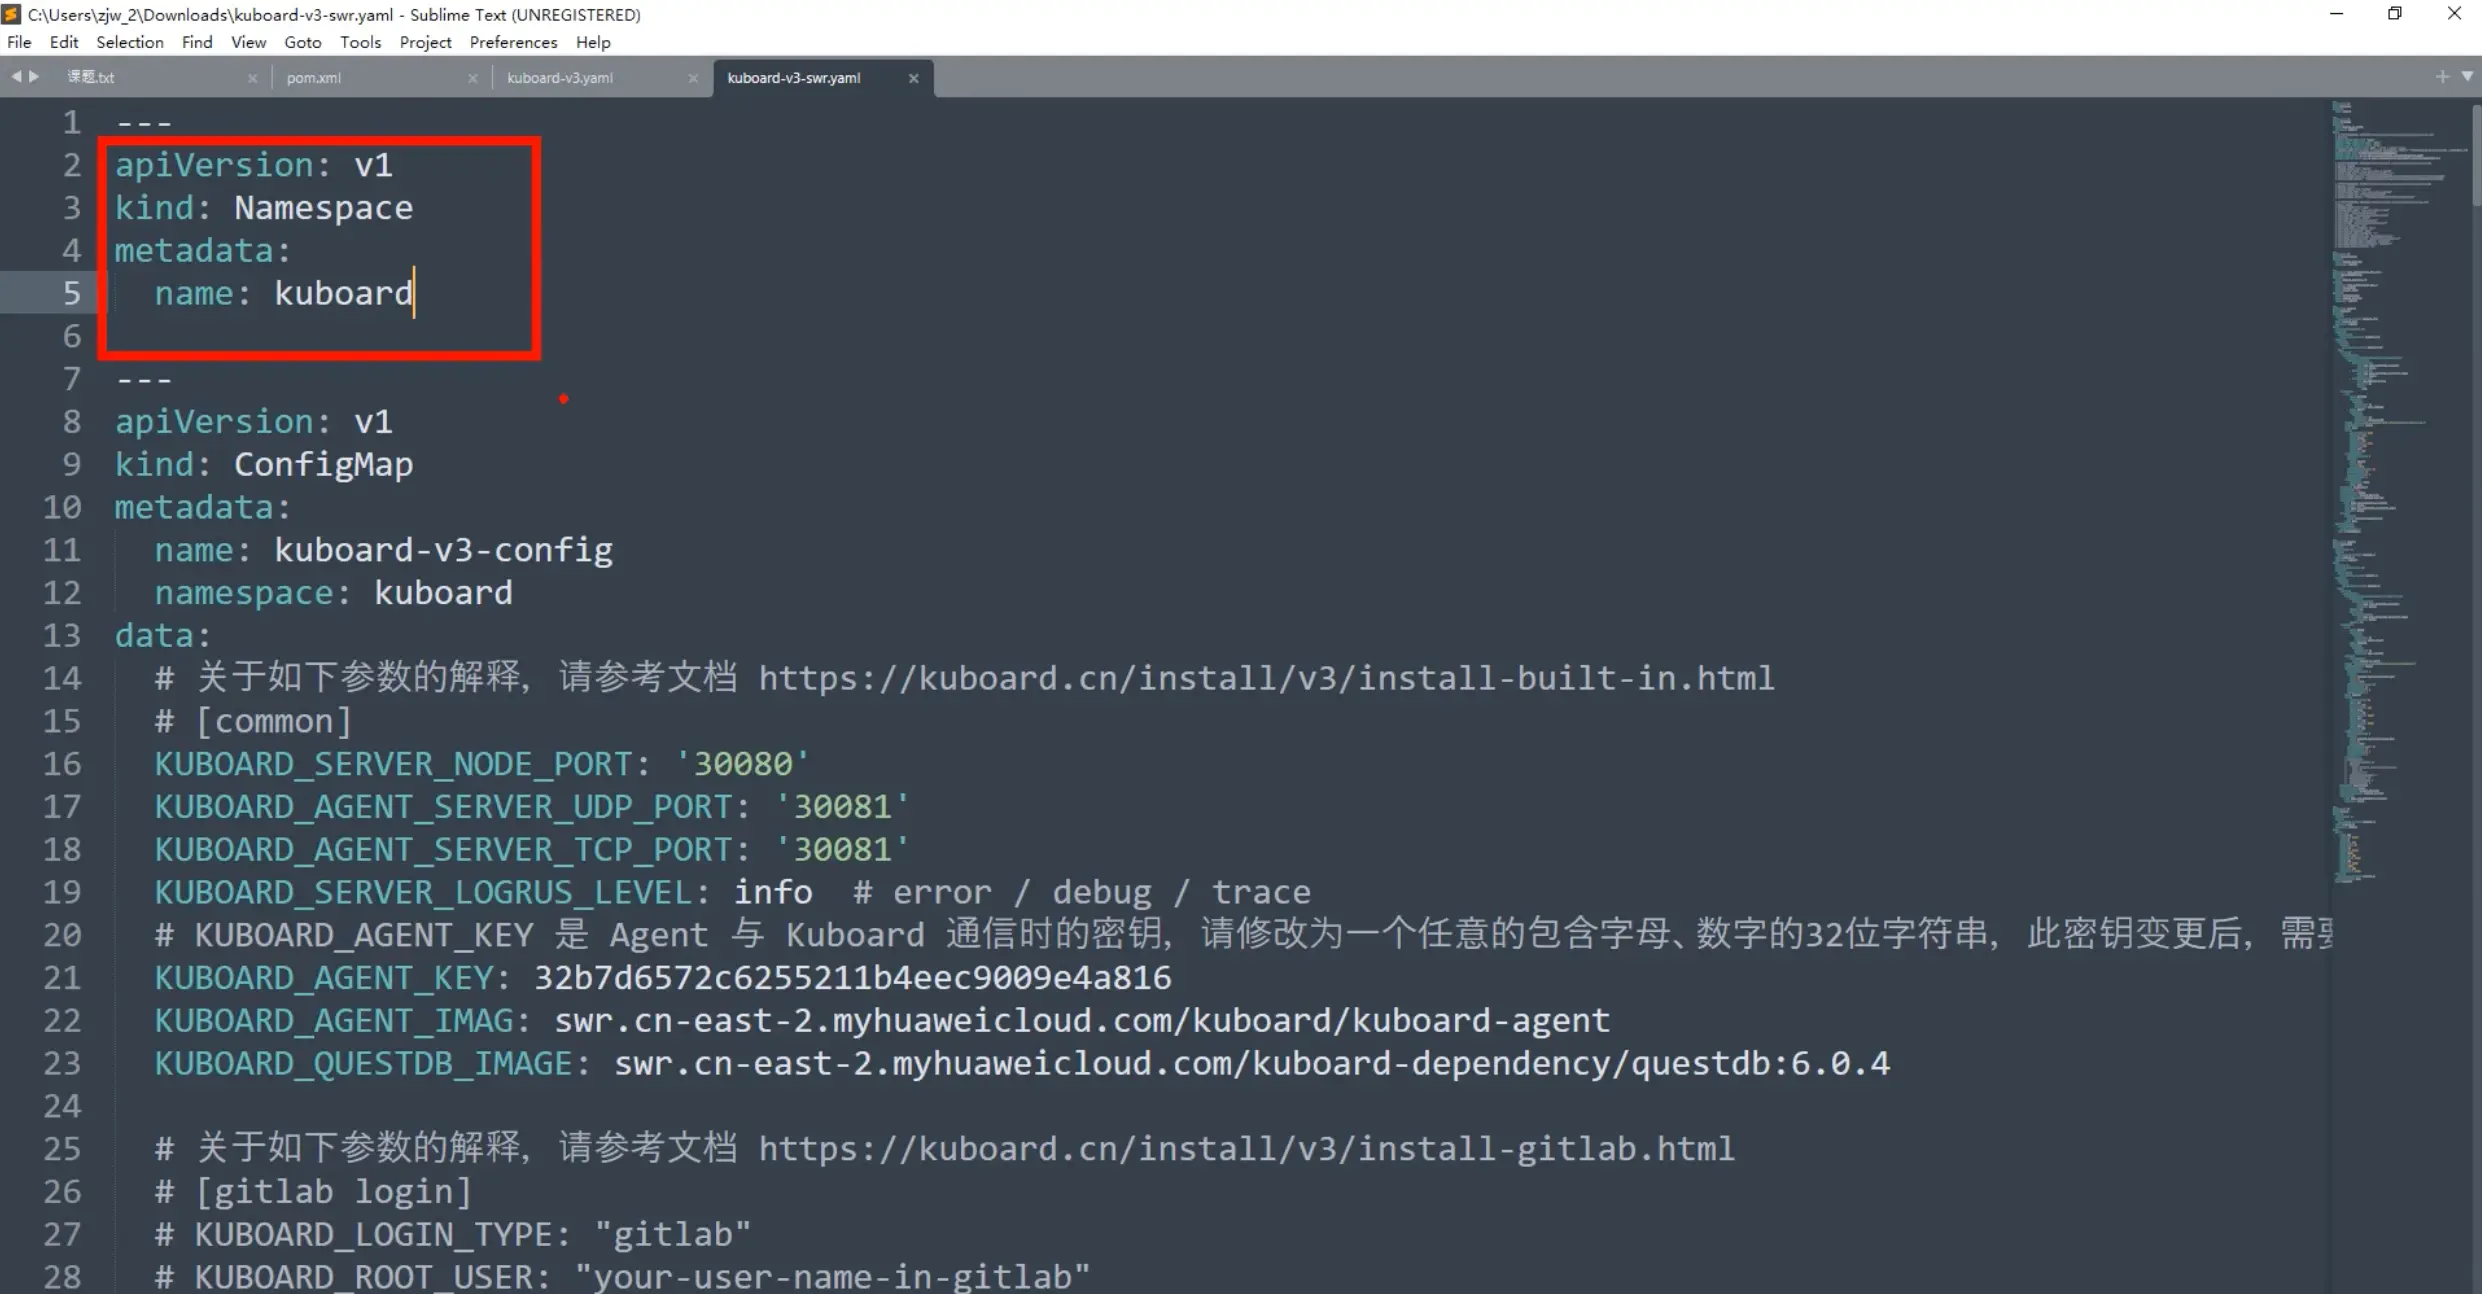 C:\Users\zjw_2\Downloads\kuboard-v3-swr.yaml - Sublime Text (UNREGISTERED)
File Edit Selection Find View Goto Tools Project Preferences Help
课题.txt pom.xml kuboard-v3.yaml kuboard-v3-swr.yaml
1 ---
2 apiVersion: v1
3 kind: Namespace
4 metadata:
5   name: kuboard
6
7 ---
8 apiVersion: v1
9 kind: ConfigMap
10 metadata:
11   name: kuboard-v3-config
12   namespace: kuboard
13 data:
14   # 关于如下参数的解释，请参考文档 https://kuboard.cn/install/v3/install-built-in.html
15   # [common]
16   KUBOARD_SERVER_NODE_PORT: '30080'
17   KUBOARD_AGENT_SERVER_UDP_PORT: '30081'
18   KUBOARD_AGENT_SERVER_TCP_PORT: '30081'
19   KUBOARD_SERVER_LOGRUS_LEVEL: info  # error / debug / trace
20   # KUBOARD_AGENT_KEY 是 Agent 与 Kuboard 通信时的密钥，请修改为一个任意的包含字母、数字的32位字符串，此密钥变更后，需要
21   KUBOARD_AGENT_KEY: 32b7d6572c6255211b4eec9009e4a816
22   KUBOARD_AGENT_IMAG: swr.cn-east-2.myhuaweicloud.com/kuboard/kuboard-agent
23   KUBOARD_QUESTDB_IMAGE: swr.cn-east-2.myhuaweicloud.com/kuboard-dependency/questdb:6.0.4
24
25   # 关于如下参数的解释，请参考文档 https://kuboard.cn/install/v3/install-gitlab.html
26   # [gitlab login]
27   # KUBOARD_LOGIN_TYPE: "gitlab"
28   # KUBOARD_ROOT_USER: "your-user-name-in-gitlab"